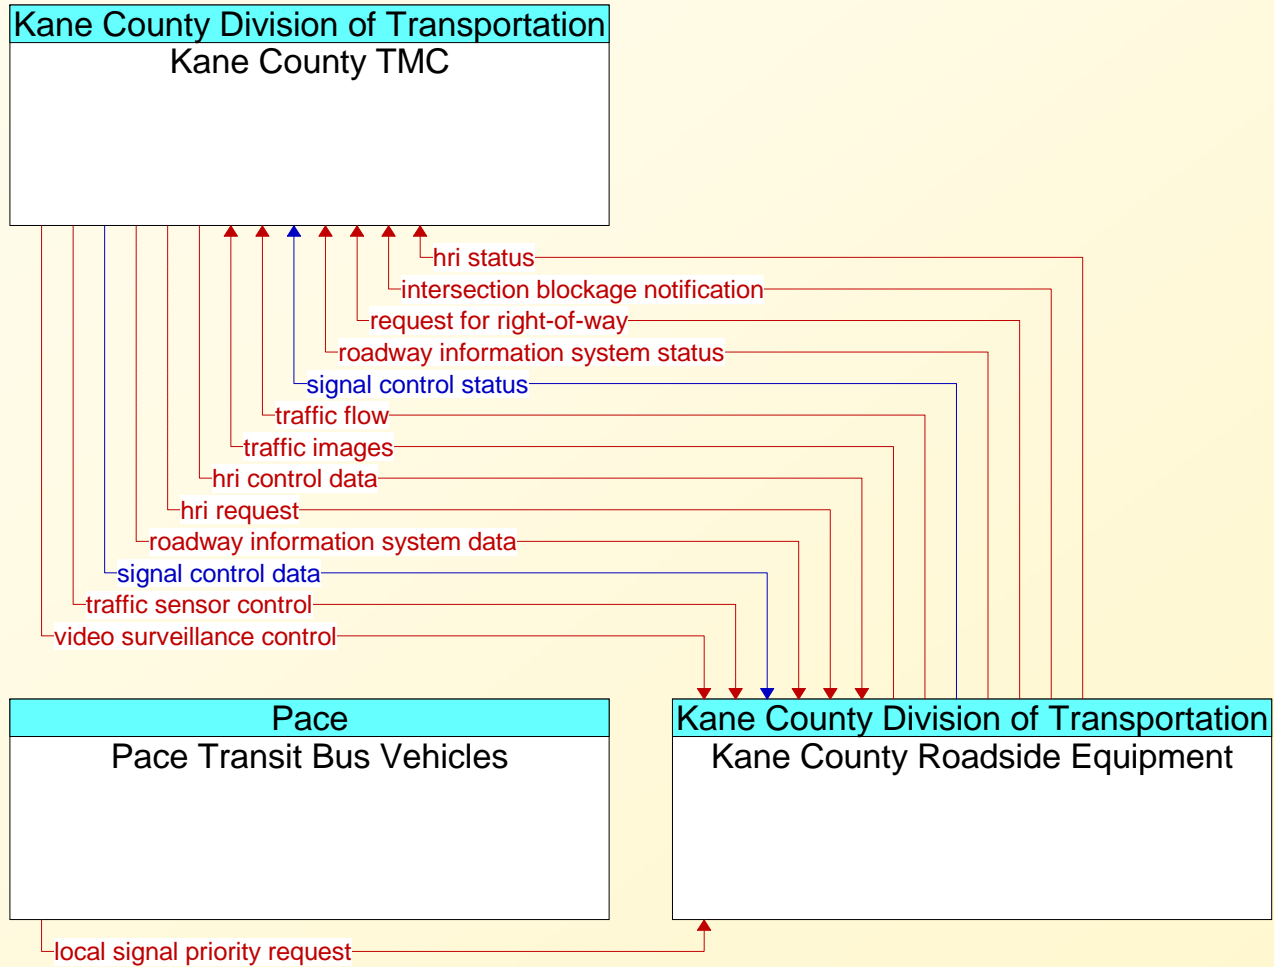 Kane County Division of Transportation
Kane County TMC
hri status
intersection blockage notification
request for right-of-way
roadway information system status
signal control status
traffic flow
traffic images
hri control data
hri request
roadway information system data
signal control data
traffic sensor control
video surveillance control
Pace
Pace Transit Bus Vehicles
Kane County Division of Transportation
Kane County Roadside Equipment
local signal priority request